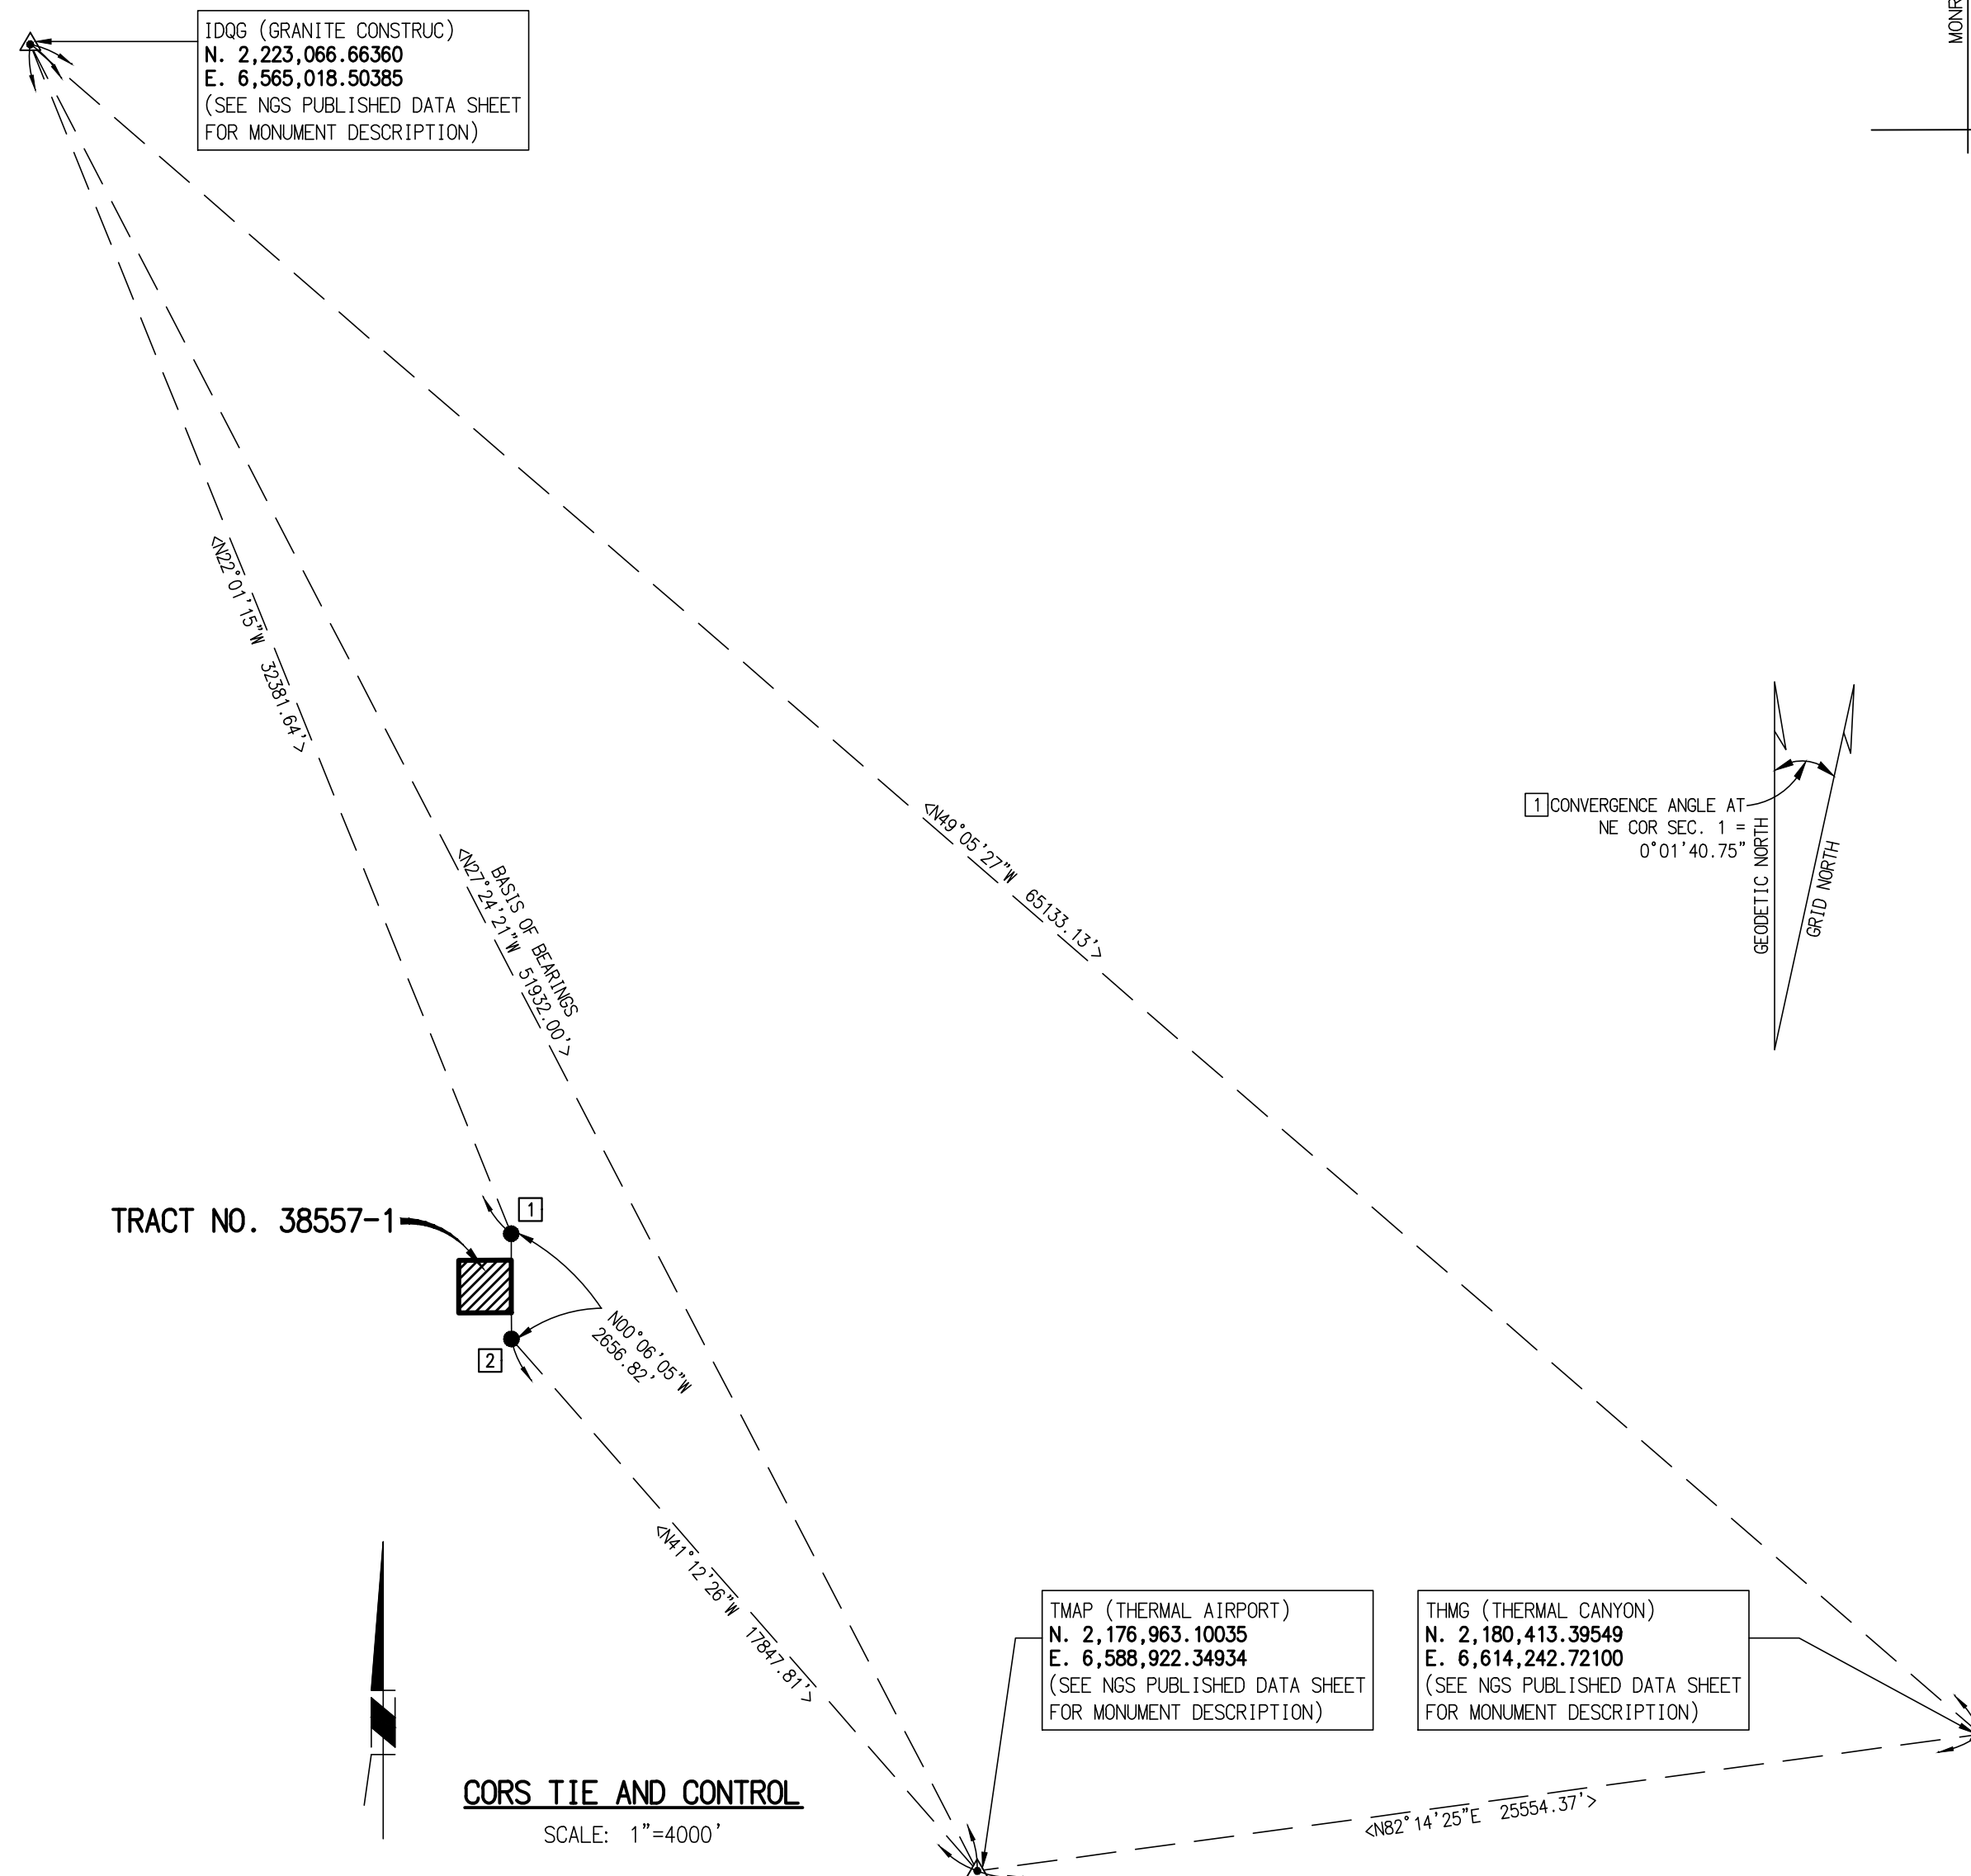 IDQG (GRANITE CONSTRUC)
N. 2,223,066.66360
E. 6,565,018.50385
(SEE NGS PUBLISHED DATA SHEET
FOR MONUMENT DESCRIPTION)
<N22°01'15"W 32381.64'>
BASIS OF BEARINGS
<N27°24'21"W 51932.00'>
<N49°05'27"W 65133.13'>
1 CONVERGENCE ANGLE AT
NE COR SEC. 1 =
0°01'40.75"
GEODETIC NORTH
GRID NORTH
TRACT NO. 38557-1
1
2
N00°06'05"W
2656.82'
<N41°12'26"W 17847.81'>
TMAP (THERMAL AIRPORT)
N. 2,176,963.10035
E. 6,588,922.34934
(SEE NGS PUBLISHED DATA SHEET
FOR MONUMENT DESCRIPTION)
THMG (THERMAL CANYON)
N. 2,180,413.39549
E. 6,614,242.72100
(SEE NGS PUBLISHED DATA SHEET
FOR MONUMENT DESCRIPTION)
<N82°14'25"E 25554.37'>
N
CORS TIE AND CONTROL
SCALE: 1"=4000'